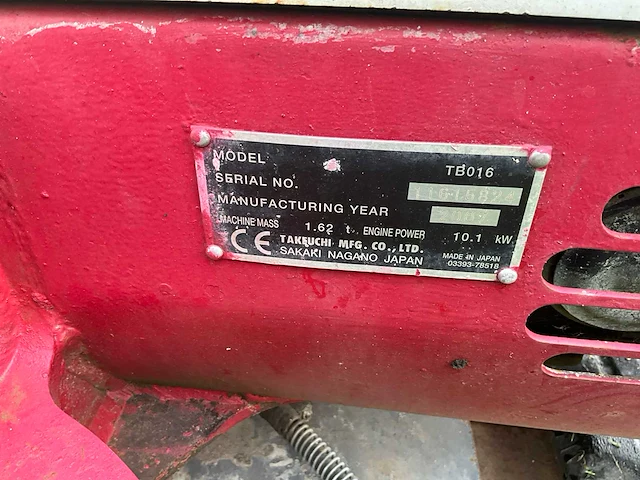 MODEL TB016
SERIAL NO.
MANUFACTURING YEAR 2002
MACHINE MASS 1.62 t ENGINE POWER 10.1 kW
CE TAKEUCHI MFG. CO., LTD.
SAKAKI NAGANO JAPAN
MADE IN JAPAN
03393-78518